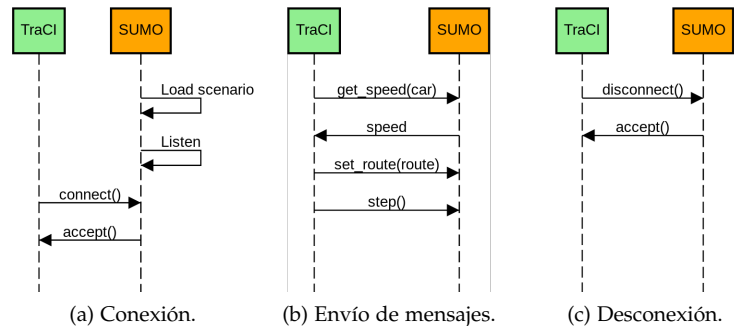 TraCI
SUMO
Load scenario
Listen
connect()
accept()
(a) Conexión.
TraCI
SUMO
get_speed(car)
speed
set_route(route)
step()
(b) Envío de mensajes.
TraCI
SUMO
disconnect()
accept()
(c) Desconexión.